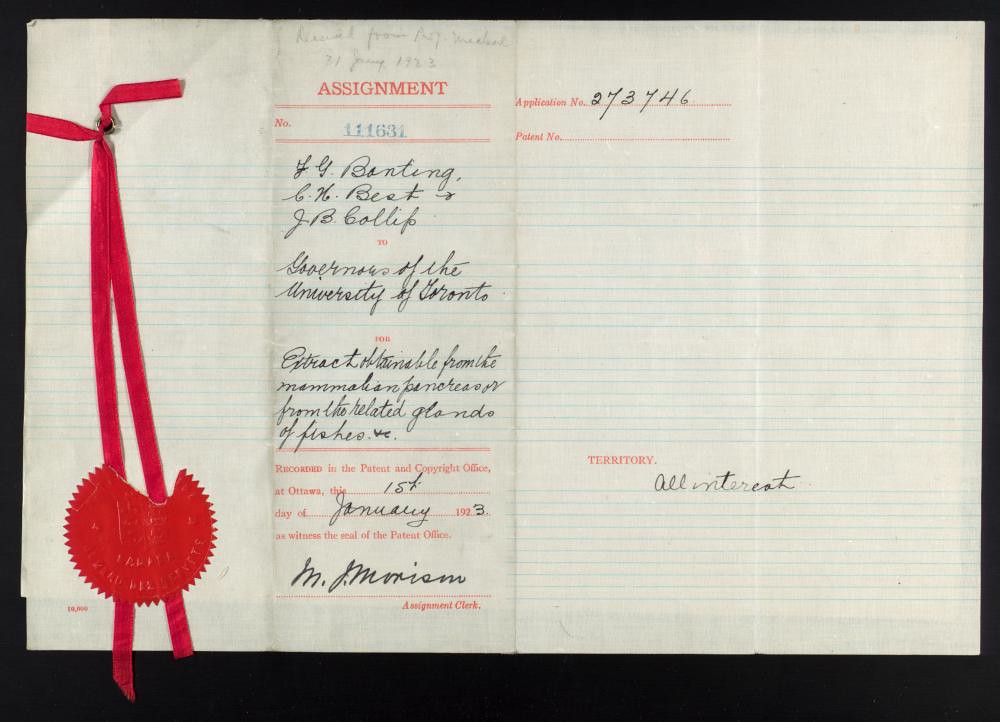 from Prof.
31 Jany 1923
ASSIGNMENT
No. 111631
F G. Banting,
C. H. Best &
J. B. Collip
TO
Governors of the
University of Toronto
FOR
Extract obtainable from the
mammalian pancreas or
from the related glands
of fishes. &c.
RECORDED in the Patent and Copyright Office,
at Ottawa, this 15th
day of January 1923.
as witness the seal of the Patent Office.
M. J. Morison
Assignment Clerk.
10,000
Application No. 273746
Patent No.
TERRITORY.
All interest